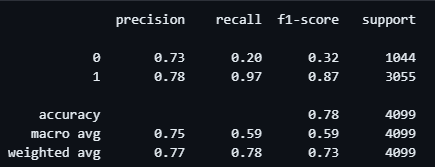 precision recall f1-score support
0 0.73 0.20 0.32 1044
1 0.78 0.97 0.87 3055
accuracy 0.78 4099
macro avg 0.75 0.59 0.59 4099
weighted avg 0.77 0.78 0.73 4099